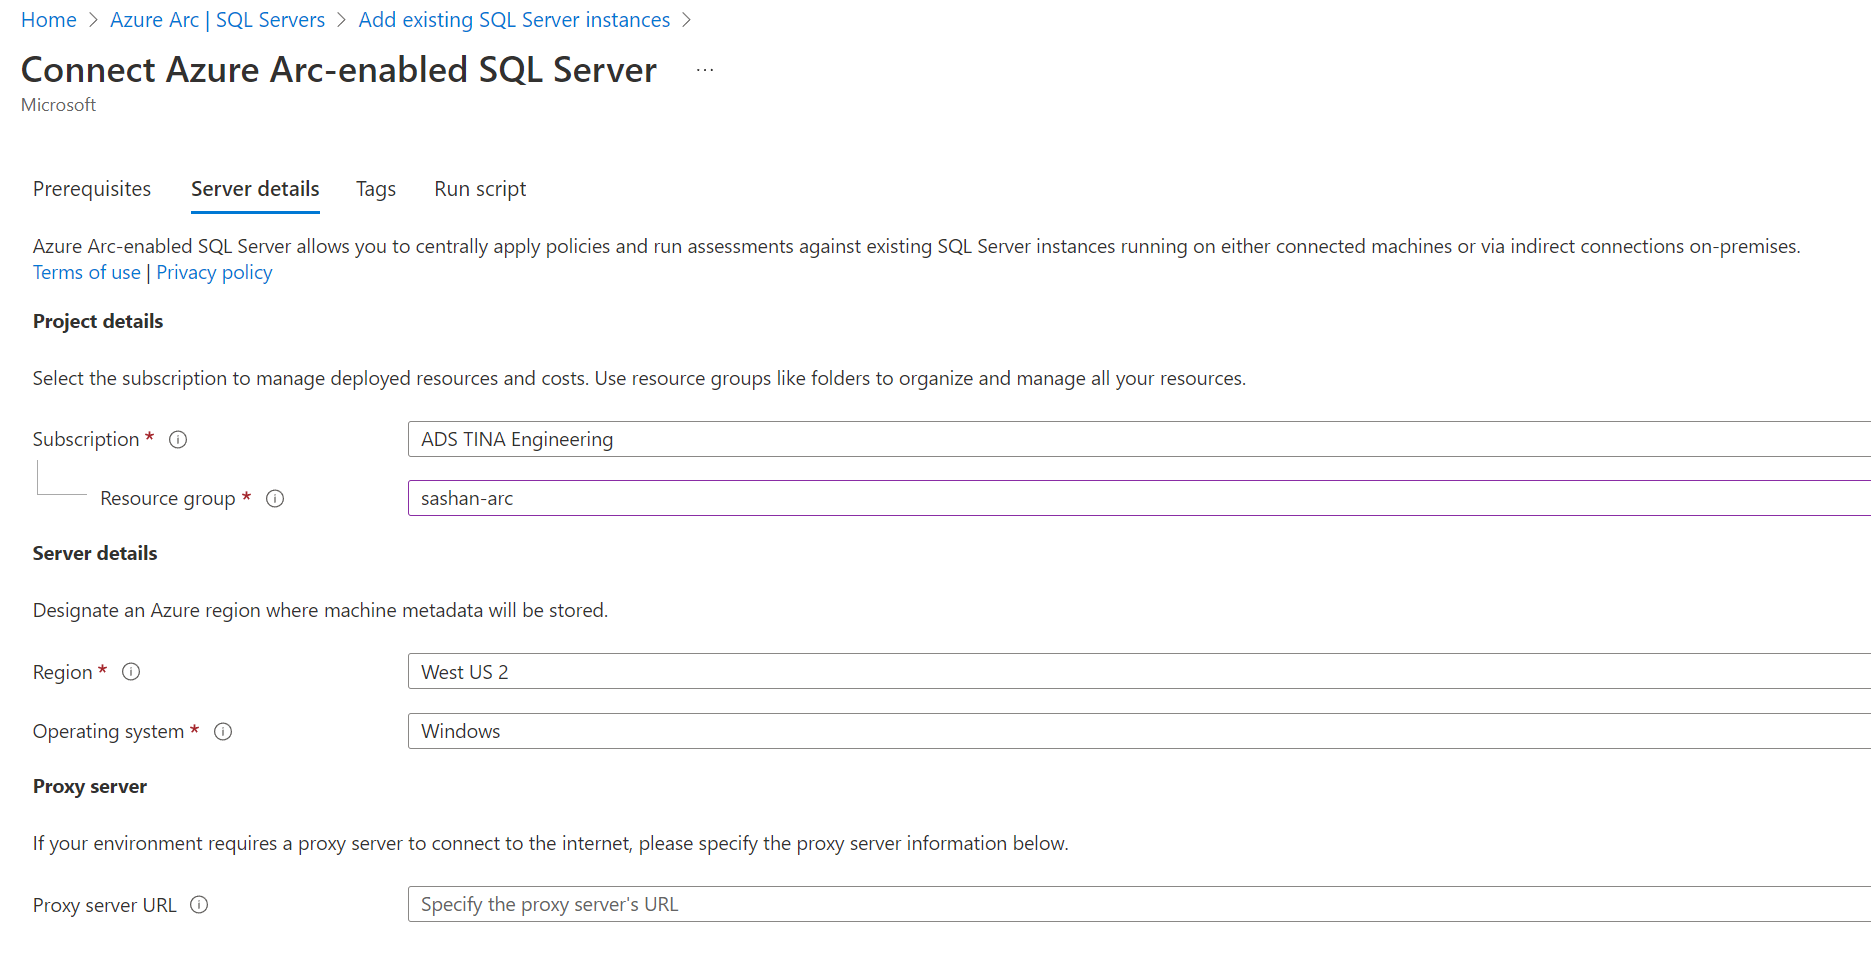 Home > Azure Arc | SQL Servers > Add existing SQL Server instances >
Connect Azure Arc-enabled SQL Server ...
Microsoft
Prerequisites Server details Tags Run script
Azure Arc-enabled SQL Server allows you to centrally apply policies and run assessments against existing SQL Server instances running on either connected machines or via indirect connections on-premises.
Terms of use | Privacy policy
Project details
Select the subscription to manage deployed resources and costs. Use resource groups like folders to organize and manage all your resources.
Subscription * ADS TINA Engineering
Resource group * sashan-arc
Server details
Designate an Azure region where machine metadata will be stored.
Region * West US 2
Operating system * Windows
Proxy server
If your environment requires a proxy server to connect to the internet, please specify the proxy server information below.
Proxy server URL Specify the proxy server's URL